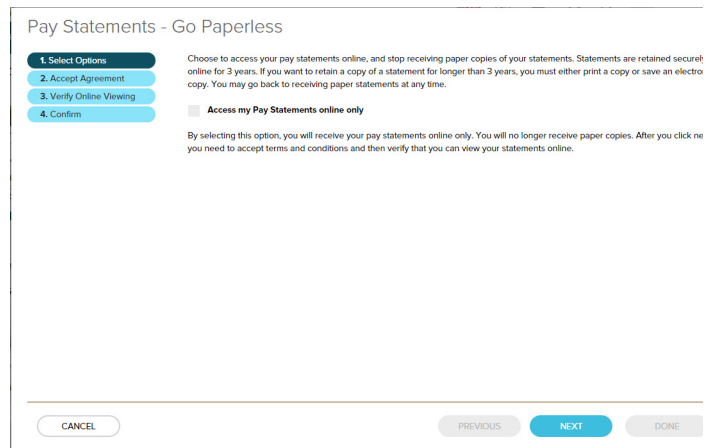 Pay Statements - Go Paperless
1. Select Options
2. Accept Agreement
3. Verify Online Viewing
4. Confirm
Choose to access your pay statements online, and stop receiving paper copies of your statements. Statements are retained securely
online for 3 years. If you want to retain a copy of a statement for longer than 3 years, you must either print a copy or save an electron
copy. You may go back to receiving paper statements at any time.
Access my Pay Statements online only
By selecting this option, you will receive your pay statements online only. You will no longer receive paper copies. After you click ne
you need to accept terms and conditions and then verify that you can view your statements online.
CANCEL
PREVIOUS
NEXT
DONE